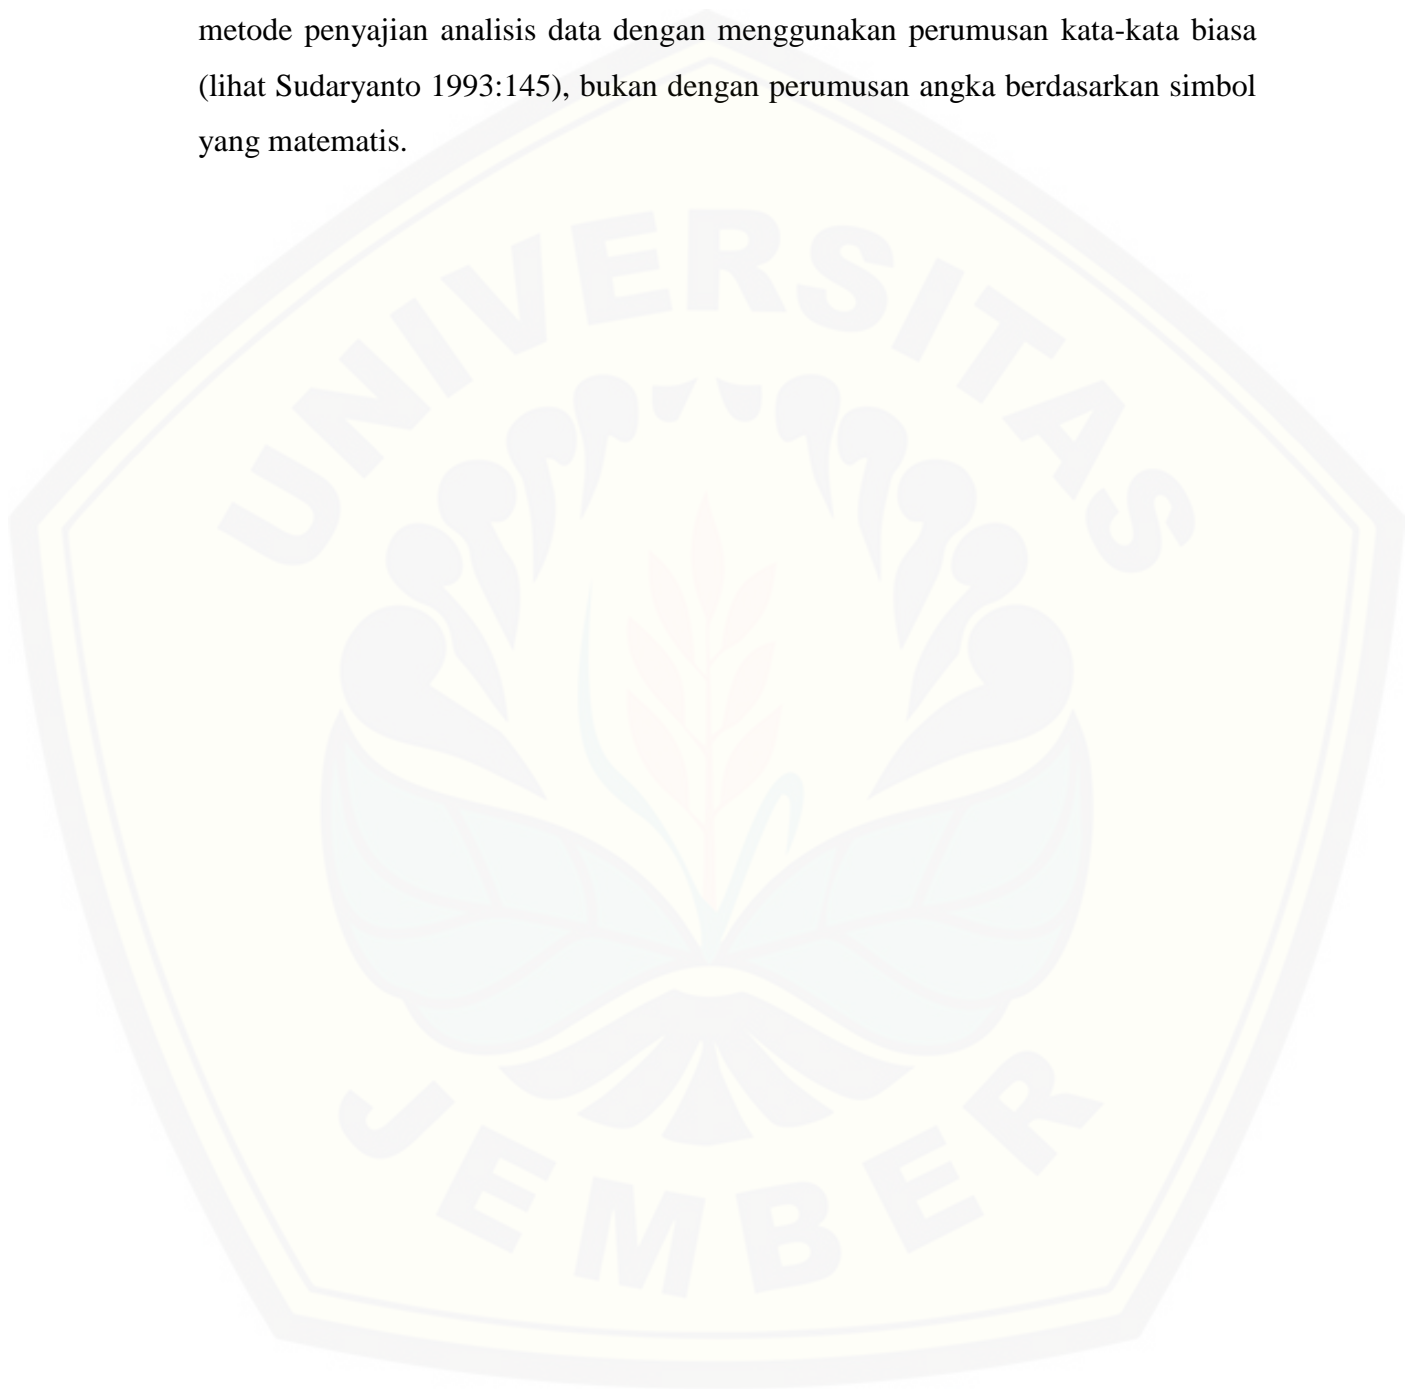 metode penyajian analisis data dengan menggunakan perumusan kata-kata biasa
(lihat Sudaryanto 1993:145), bukan dengan perumusan angka berdasarkan simbol
yang matematis.
UNIVERSITAS
JEMBER